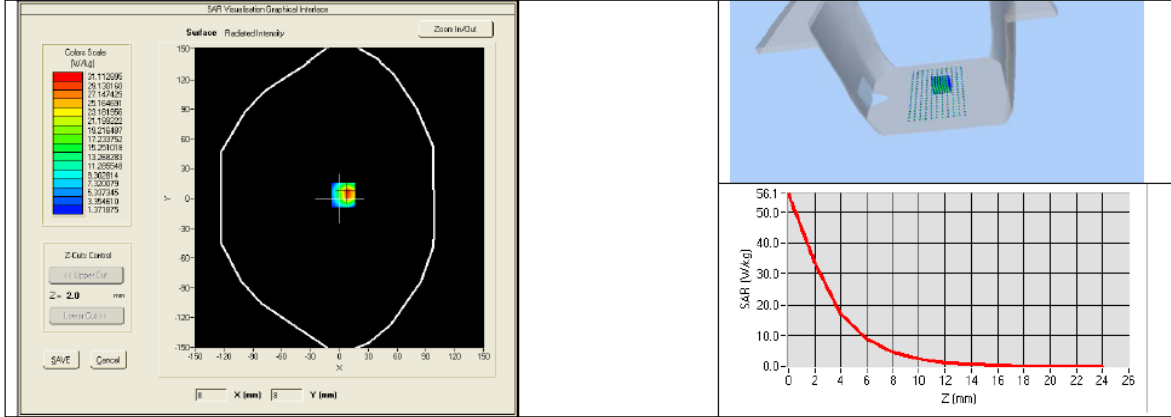 SAR Visualisation Graphical Interface
Surface Radiated Intensity
Zoom In/Out
Colors Scale
(W/kg)
31.112895
29.130160
27.147425
25.164691
23.181956
21.199222
19.216487
17.233752
15.251018
13.268283
11.285548
9.302814
7.320079
5.337345
3.354610
1.371875
150
120
90
60
30
0
-30
-60
-90
-120
-150
Y
-150 -120 -90 -60 -30 0 30 60 90 120 150
X
Z-Cuts Control
<< Upper Cut
Z = 2.0 mm
Lower Cut >>
SAVE Cancel
8 X (mm) 8 Y (mm)
56.1
50.0
40.0
30.0
20.0
10.0
0.0
SAR (W/kg)
0 2 4 6 8 10 12 14 16 18 20 22 24 26
Z (mm)